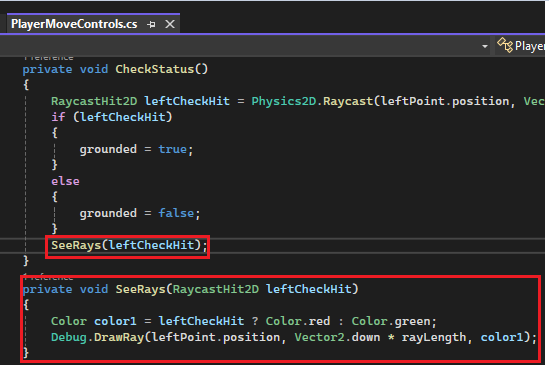 PlayerMoveControls.cs
Player
private void CheckStatus()
{
RaycastHit2D leftCheckHit = Physics2D.Raycast(leftPoint.position, Vec
if (leftCheckHit)
{
grounded = true;
}
else
{
grounded = false;
}
SeeRays(leftCheckHit);
}
private void SeeRays(RaycastHit2D leftCheckHit)
{
Color color1 = leftCheckHit ? Color.red : Color.green;
Debug.DrawRay(leftPoint.position, Vector2.down * rayLength, color1);
}